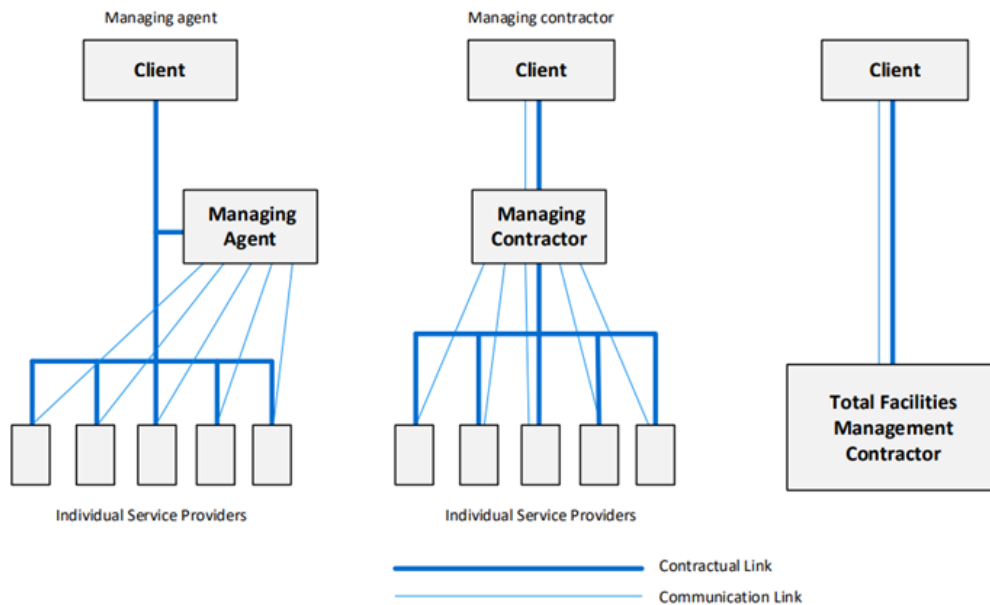 Managing agent
Managing contractor
Client
Client
Client
Managing
Agent
Managing
Contractor
Total Facilities
Management
Contractor
Individual Service Providers
Individual Service Providers
Contractual Link
Communication Link